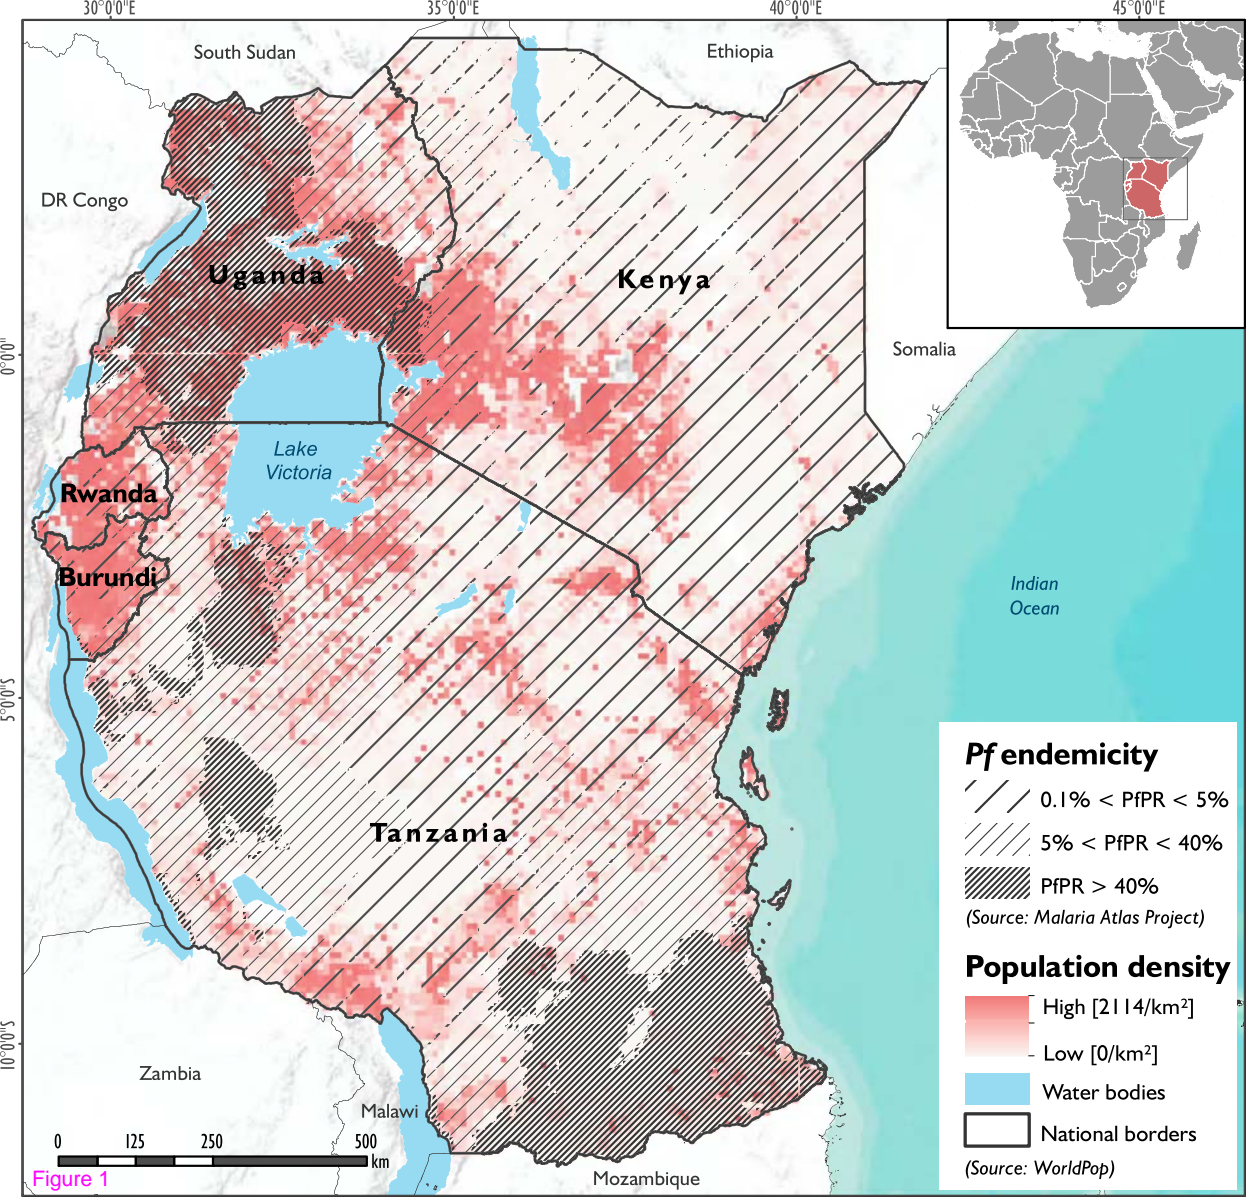 30°0'0"E
35°0'0"E
40°0'0"E
45°0'0"E
South Sudan
Ethiopia
DR Congo
Uganda
Kenya
0°0'0"
Somalia
Lake
Victoria
Rwanda
Burundi
Indian
Ocean
5°0'0"S
Tanzania
10°0'0"S
Zambia
Malawi
Mozambique
0 125 250 500
km
Figure 1
Pf endemicity
0.1% < PfPR < 5%
5% < PfPR < 40%
PfPR > 40%
(Source: Malaria Atlas Project)
Population density
High [2114/km²]
Low [0/km²]
Water bodies
National borders
(Source: WorldPop)